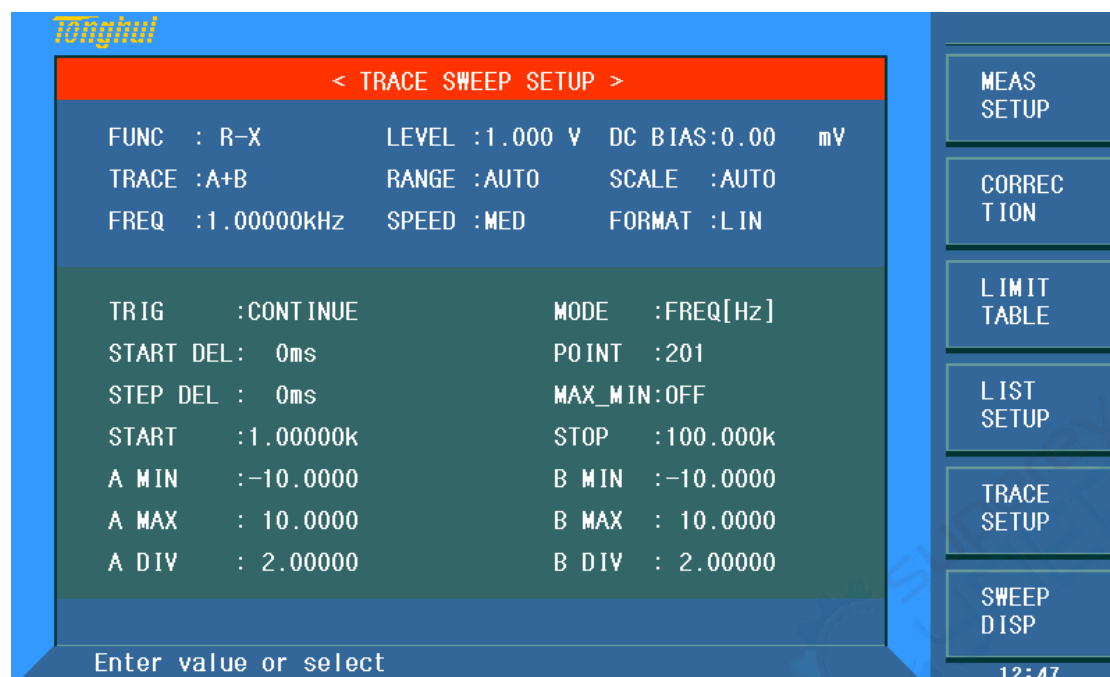 Tonghui
< TRACE SWEEP SETUP >
FUNC : R-X LEVEL :1.000 V DC BIAS:0.00 mV
TRACE :A+B RANGE :AUTO SCALE :AUTO
FREQ :1.00000kHz SPEED :MED FORMAT :LIN
TRIG :CONTINUE MODE :FREQ[Hz]
START DEL: 0ms POINT :201
STEP DEL : 0ms MAX_MIN:OFF
START :1.00000k STOP :100.000k
A MIN :-10.0000 B MIN :-10.0000
A MAX : 10.0000 B MAX : 10.0000
A DIV : 2.00000 B DIV : 2.00000
Enter value or select
MEAS
SETUP
CORREC
TION
LIMIT
TABLE
LIST
SETUP
TRACE
SETUP
SWEEP
DISP
12:47